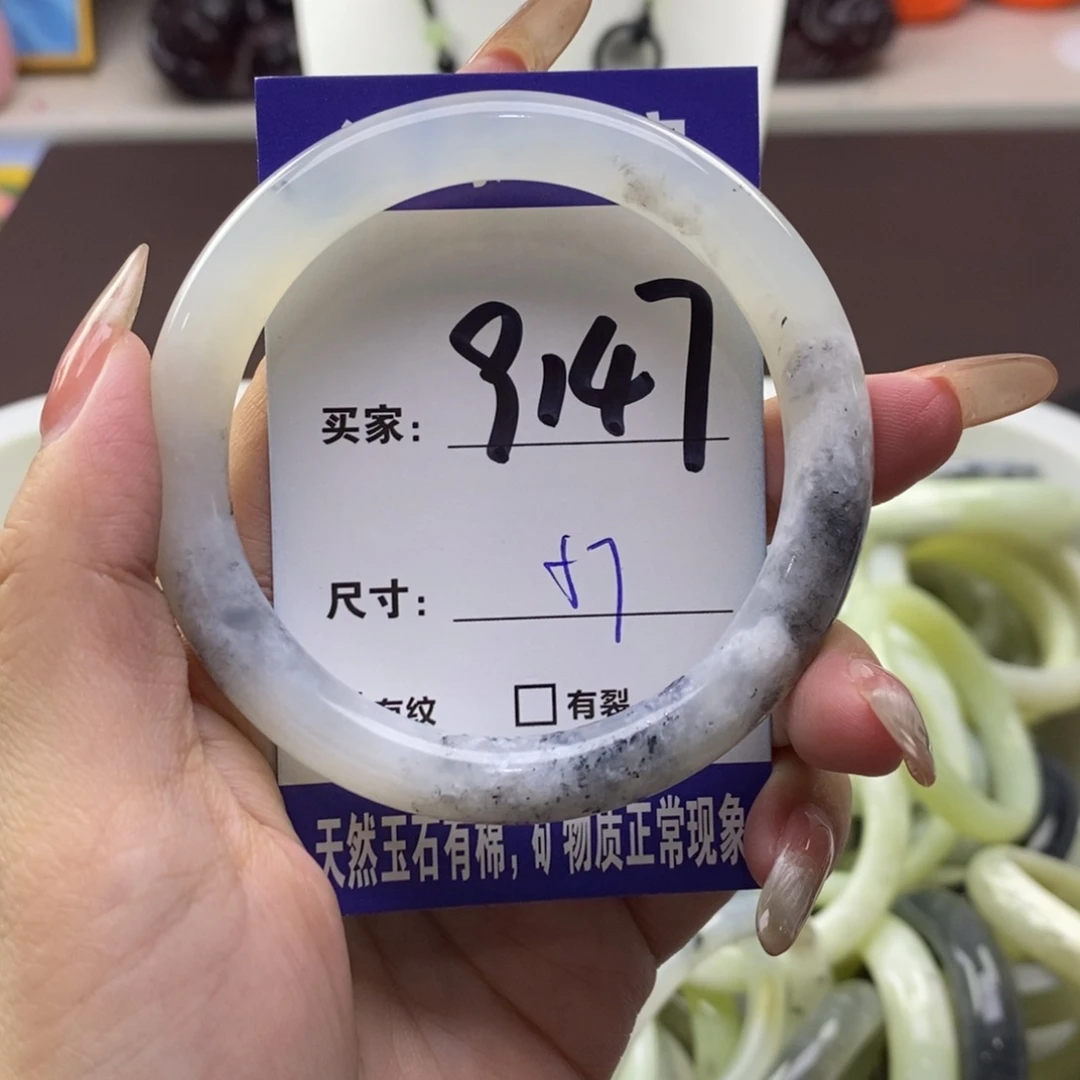 买家：9147
尺寸：57
有纹 □ 有裂
天然玉石有棉，矿物质正常现象